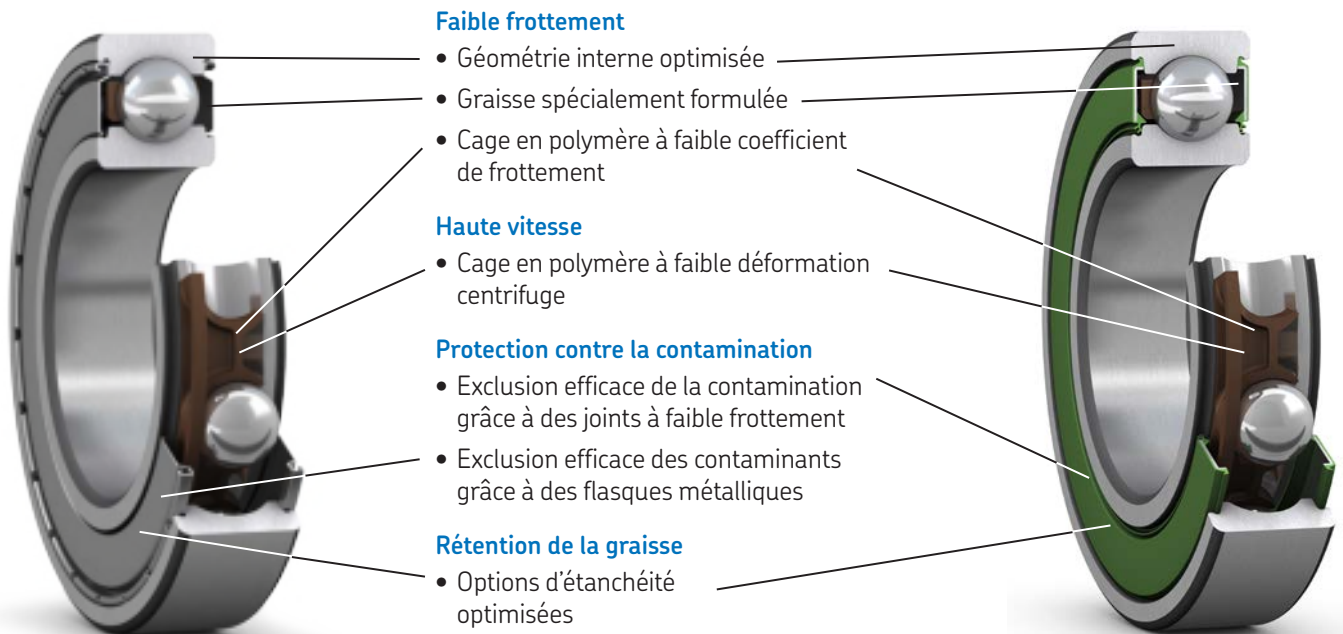 Faible frottement
• Géométrie interne optimisée
• Graisse spécialement formulée
• Cage en polymère à faible coefficient
de frottement
Haute vitesse
• Cage en polymère à faible déformation
centrifuge
Protection contre la contamination
• Exclusion efficace de la contamination
grâce à des joints à faible frottement
• Exclusion efficace des contaminants
grâce à des flasques métalliques
Rétention de la graisse
• Options d'étanchéité
optimisées